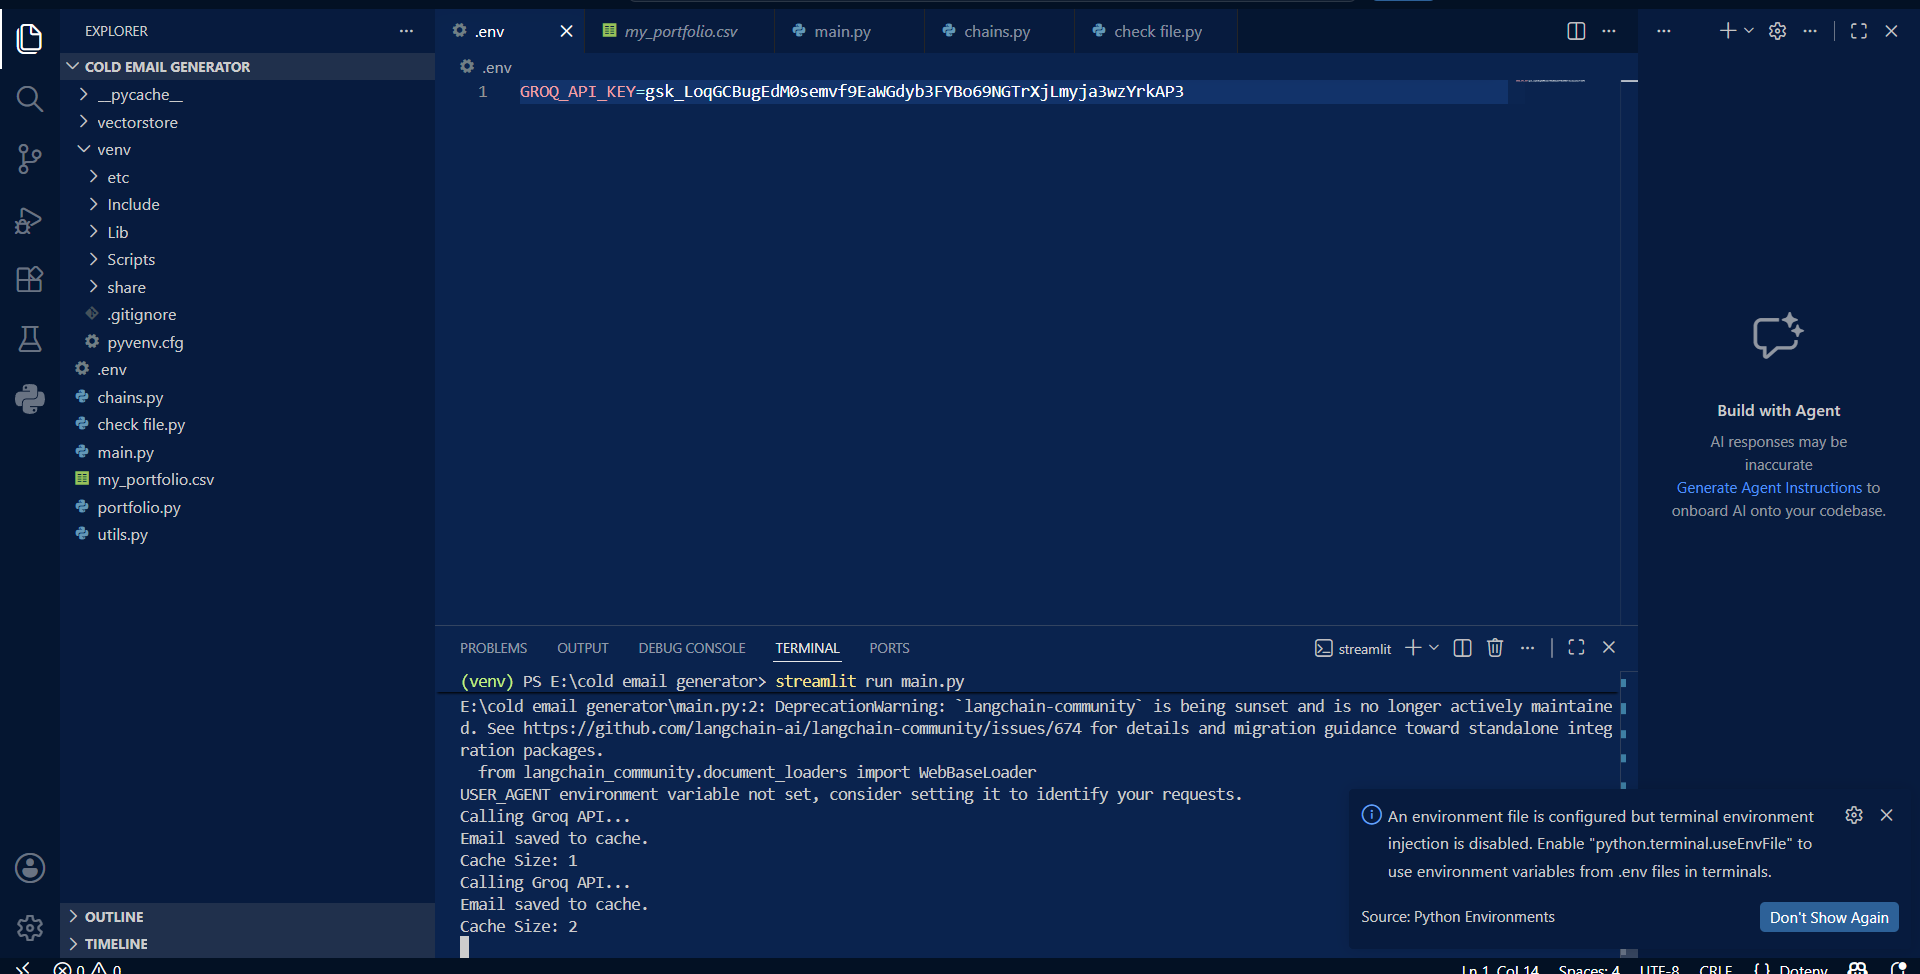 EXPLORER
COLD EMAIL GENERATOR
__pycache__
vectorstore
venv
etc
Include
Lib
Scripts
share
.gitignore
pyvenv.cfg
.env
chains.py
check file.py
main.py
my_portfolio.csv
portfolio.py
utils.py
OUTLINE
TIMELINE
.env
my_portfolio.csv
main.py
chains.py
check file.py
.env
1 GROQ_API_KEY=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
PROBLEMS OUTPUT DEBUG CONSOLE TERMINAL PORTS
streamlit
(venv) PS E:\cold email generator> streamlit run main.py
E:\cold email generator\main.py:2: DeprecationWarning: `langchain-community` is being sunset and is no longer actively maintaine
d. See https://github.com/langchain-ai/langchain-community/issues/674 for details and migration guidance toward standalone integ
ration packages.
from langchain_community.document_loaders import WebBaseLoader
USER_AGENT environment variable not set, consider setting it to identify your requests.
Calling Groq API...
Email saved to cache.
Cache Size: 1
Calling Groq API...
Email saved to cache.
Cache Size: 2
Build with Agent
AI responses may be
inaccurate
Generate Agent Instructions to
onboard AI onto your codebase.
An environment file is configured but terminal environment
injection is disabled. Enable "python.terminal.useEnvFile" to
use environment variables from .env files in terminals.
Source: Python Environments
Don't Show Again
0 0
Ln 1, Col 14 Spaces: 4 UTF-8 CRLF {} Dotenv